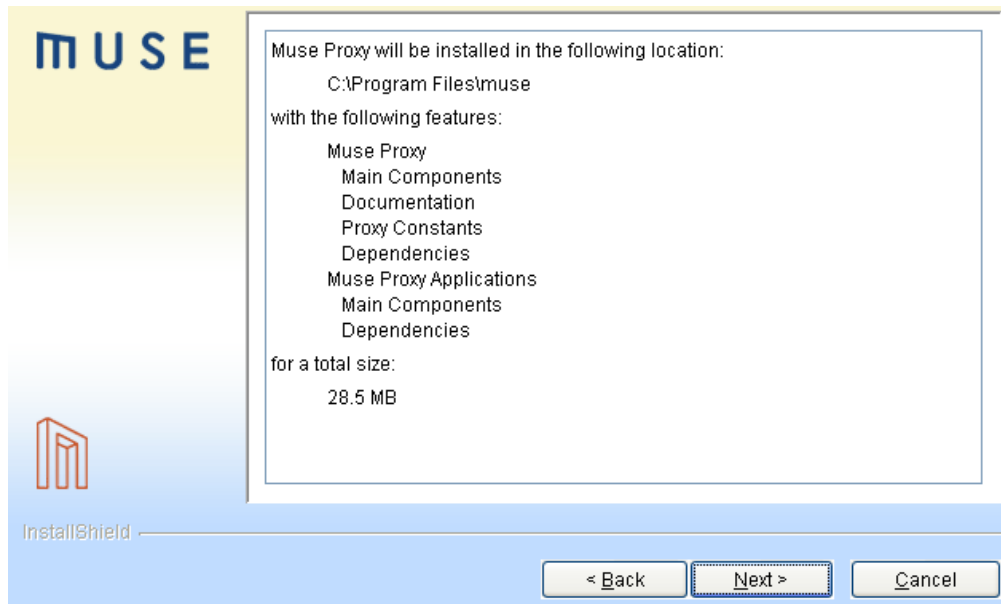 MUSE
Muse Proxy will be installed in the following location:
C:\Program Files\muse
with the following features:
Muse Proxy
Main Components
Documentation
Proxy Constants
Dependencies
Muse Proxy Applications
Main Components
Dependencies
for a total size:
28.5 MB
InstallShield
< Back
Next >
Cancel